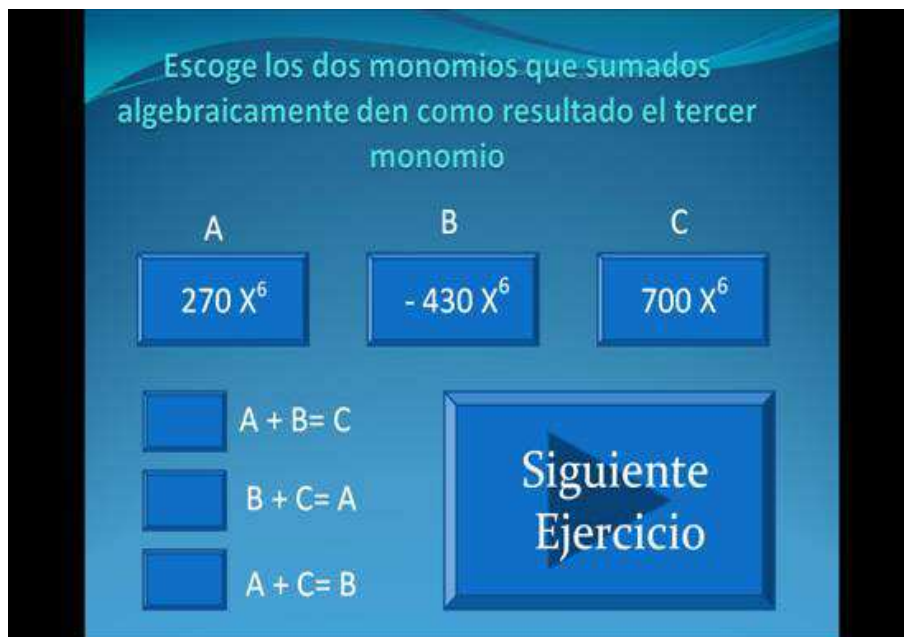 Escoge los dos monomios que sumados
algebraicamente den como resultado el tercer
monomio
A B C
270 X⁶ - 430 X⁶ 700 X⁶
A + B= C
B + C= A
A + C= B
Siguiente
Ejercicio